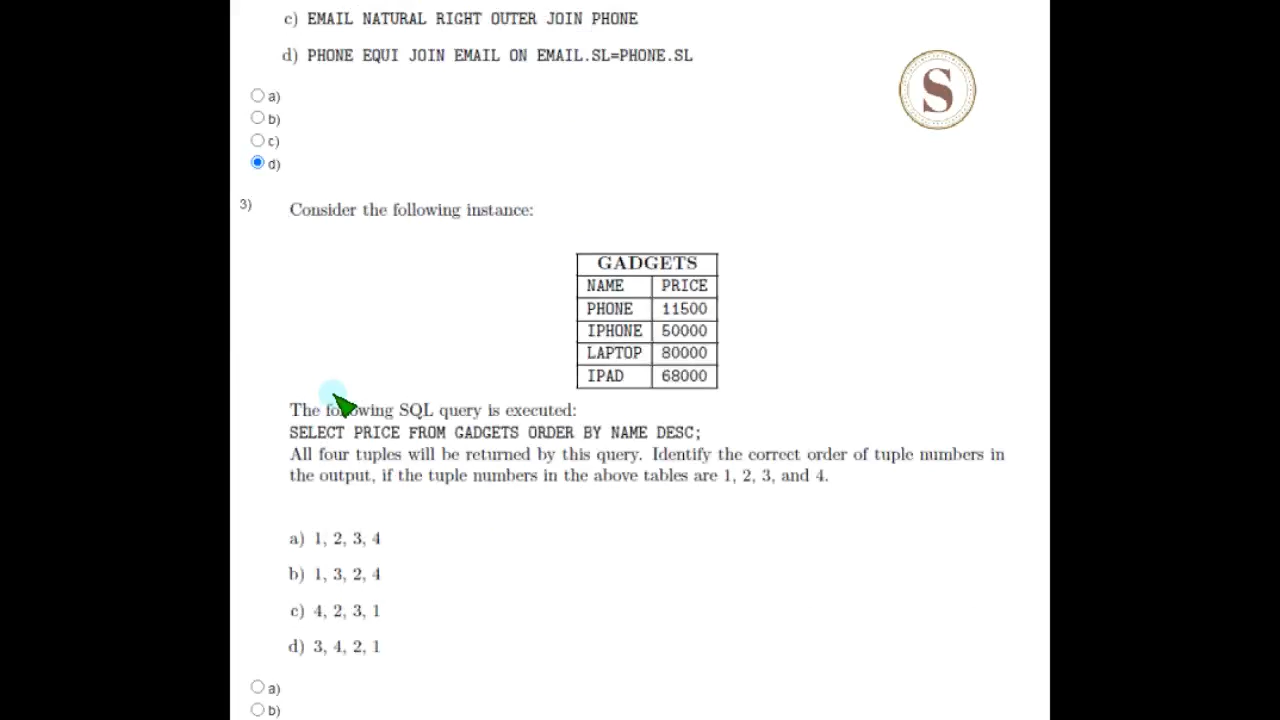 c) EMAIL NATURAL RIGHT OUTER JOIN PHONE
d) PHONE EQUI JOIN EMAIL ON EMAIL.SL=PHONE.SL
S
a)
b)
c)
d)
3) Consider the following instance:
GADGETS
NAME PRICE
PHONE 11500
IPHONE 50000
LAPTOP 80000
IPAD 68000
The following SQL query is executed:
SELECT PRICE FROM GADGETS ORDER BY NAME DESC;
All four tuples will be returned by this query. Identify the correct order of tuple numbers in
the output, if the tuple numbers in the above tables are 1, 2, 3, and 4.
a) 1, 2, 3, 4
b) 1, 3, 2, 4
c) 4, 2, 3, 1
d) 3, 4, 2, 1
a)
b)